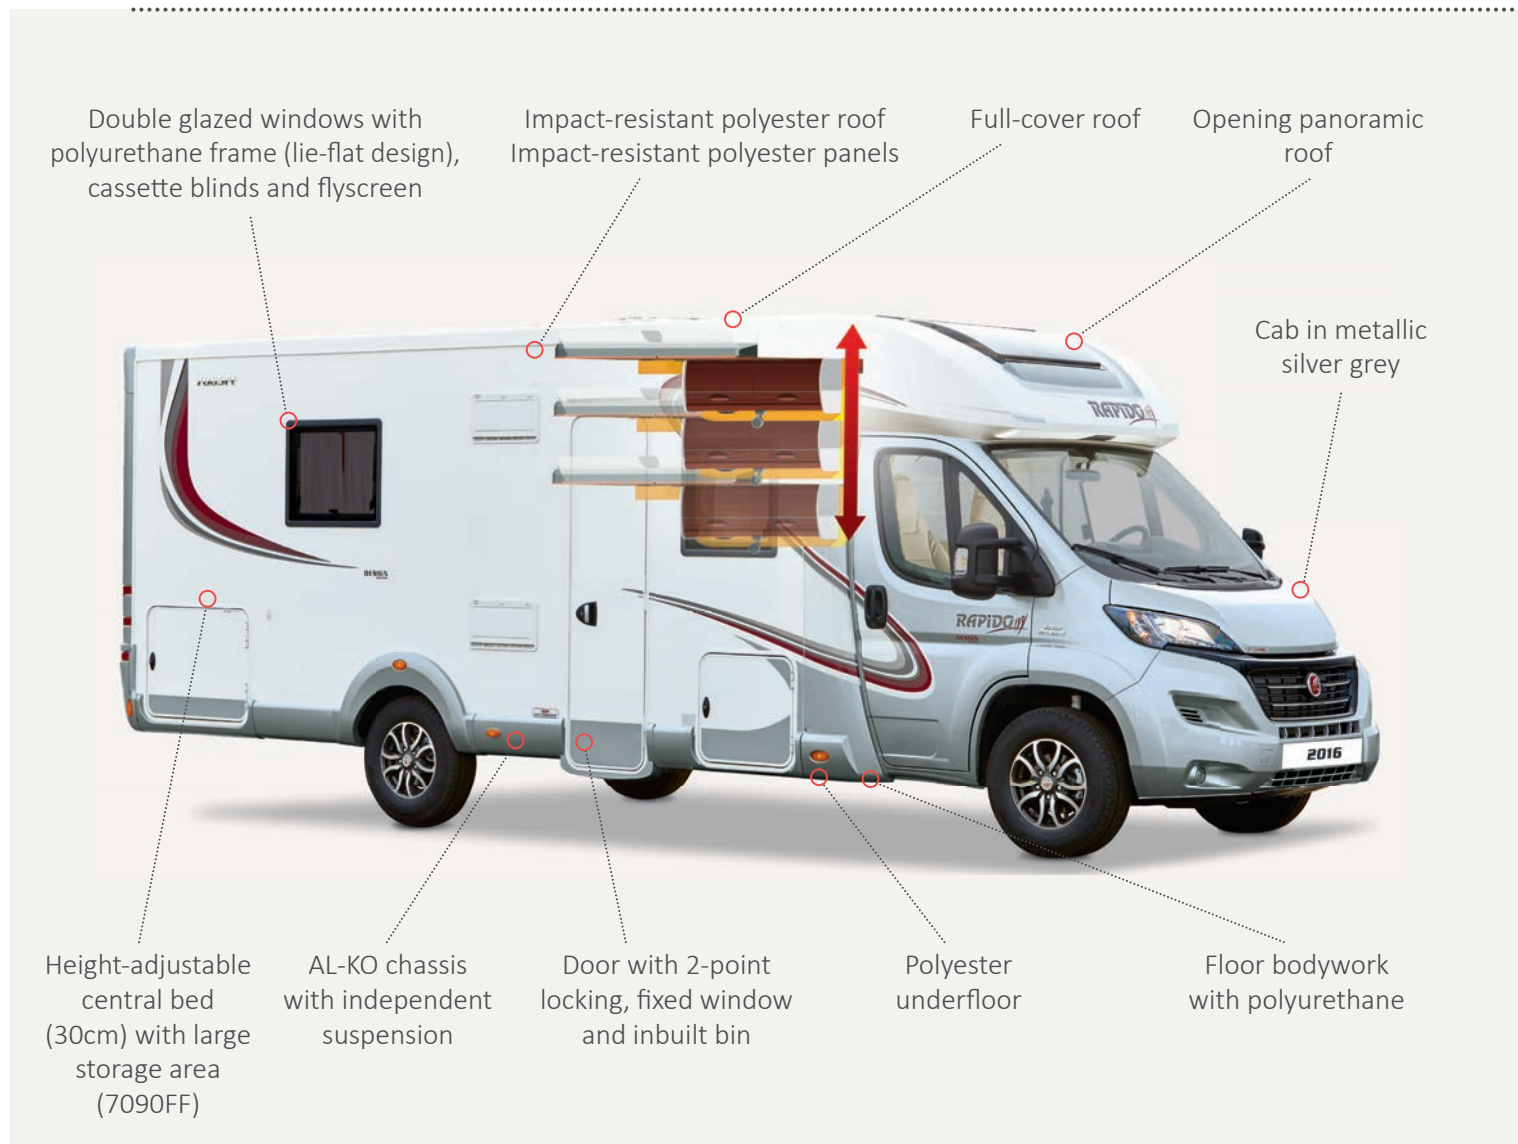 Double glazed windows with
polyurethane frame (lie-flat design),
cassette blinds and flyscreen
Impact-resistant polyester roof
Impact-resistant polyester panels
Full-cover roof
Opening panoramic
roof
Cab in metallic
silver grey
RAPIDO
DESIGN
RAPIDO
DESIGN
2016
Height-adjustable
central bed
(30cm) with large
storage area
(7090FF)
AL-KO chassis
with independent
suspension
Door with 2-point
locking, fixed window
and inbuilt bin
Polyester
underfloor
Floor bodywork
with polyurethane